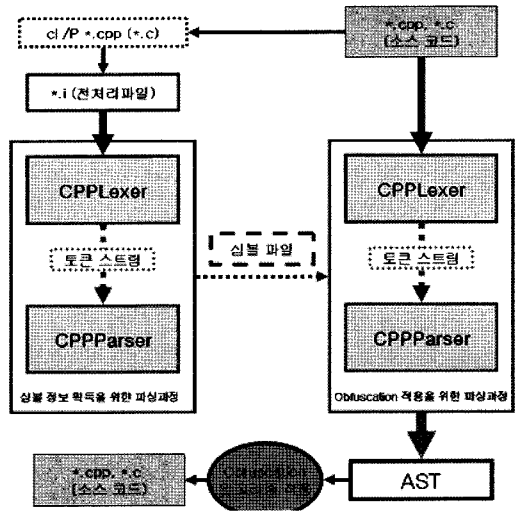 cl /P *.cpp (*.c)
*.cpp, *.c
(소스 코드)
*.i (전처리파일)
CPPLexer
토큰 스트림
CPPParser
심볼 정보 획득을 위한 파싱과정
심볼 파일
CPPLexer
토큰 스트림
CPPParser
Obfuscation 적용을 위한 파싱과정
AST
*.cpp, *.c
(소스 코드)